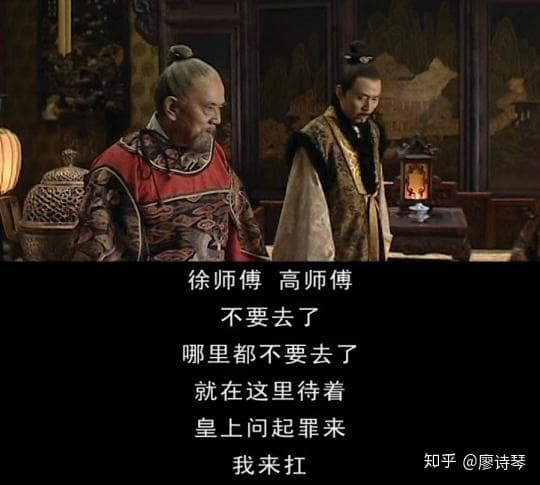 徐师傅 高师傅
不要去了
哪里都不要去了
就在这里待着
皇上问起罪来
我来扛
知乎 @廖诗琴